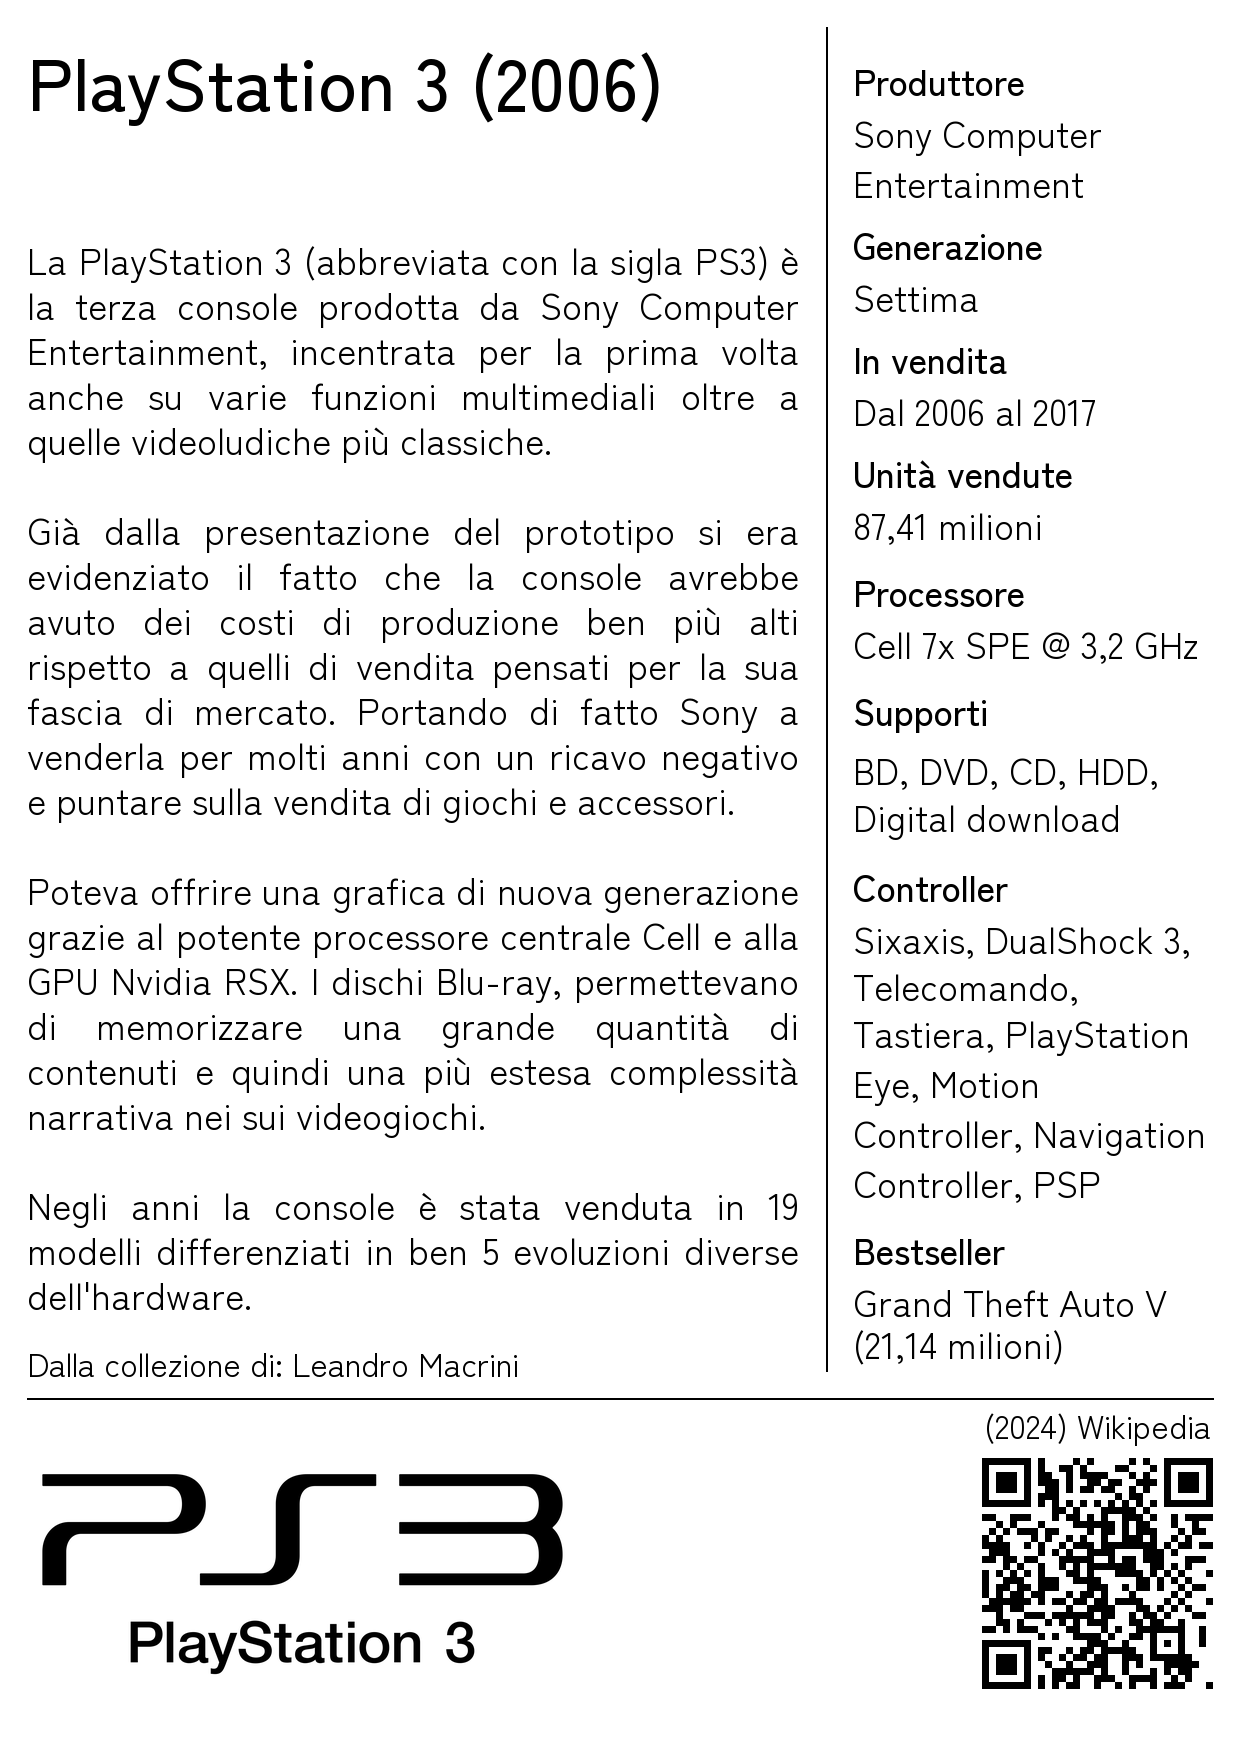 PlayStation 3 (2006)
La PlayStation 3 (abbreviata con la sigla PS3) è
la terza console prodotta da Sony Computer
Entertainment, incentrata per la prima volta
anche su varie funzioni multimediali oltre a
quelle videoludiche più classiche.
Già dalla presentazione del prototipo si era
evidenziato il fatto che la console avrebbe
avuto dei costi di produzione ben più alti
rispetto a quelli di vendita pensati per la sua
fascia di mercato. Portando di fatto Sony a
venderla per molti anni con un ricavo negativo
e puntare sulla vendita di giochi e accessori.
Poteva offrire una grafica di nuova generazione
grazie al potente processore centrale Cell e alla
GPU Nvidia RSX. I dischi Blu-ray, permettevano
di memorizzare una grande quantità di
contenuti e quindi una più estesa complessità
narrativa nei sui videogiochi.
Negli anni la console è stata venduta in 19
modelli differenziati in ben 5 evoluzioni diverse
dell'hardware.
Dalla collezione di: Leandro Macrini
Produttore
Sony Computer
Entertainment
Generazione
Settima
In vendita
Dal 2006 al 2017
Unità vendute
87,41 milioni
Processore
Cell 7x SPE @ 3,2 GHz
Supporti
BD, DVD, CD, HDD,
Digital download
Controller
Sixaxis, DualShock 3,
Telecomando,
Tastiera, PlayStation
Eye, Motion
Controller, Navigation
Controller, PSP
Bestseller
Grand Theft Auto V
(21,14 milioni)
(2024) Wikipedia
PS3
PlayStation 3